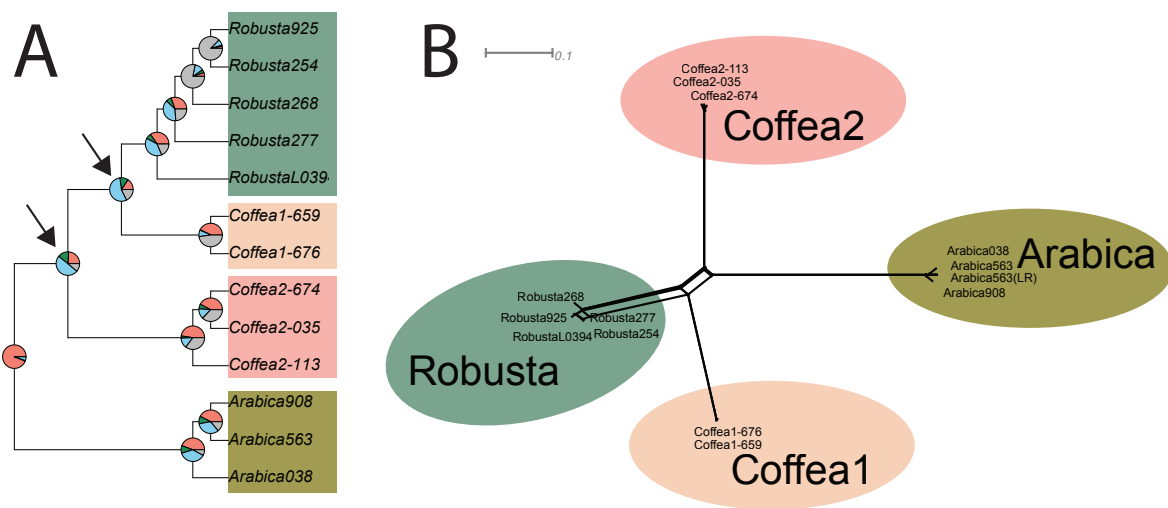 A
Robusta925
Robusta254
Robusta268
Robusta277
RobustaL0394
Coffea1-659
Coffea1-676
Coffea2-674
Coffea2-035
Coffea2-113
Arabica908
Arabica563
Arabica038
B
0.1
Coffea2-113
Coffea2-035
Coffea2-674
Coffea2
Arabica038
Arabica563
Arabica563(LR)
Arabica908
Arabica
Robusta268
Robusta925
Robusta277
RobustaL0394
Robusta254
Robusta
Coffea1-676
Coffea1-659
Coffea1